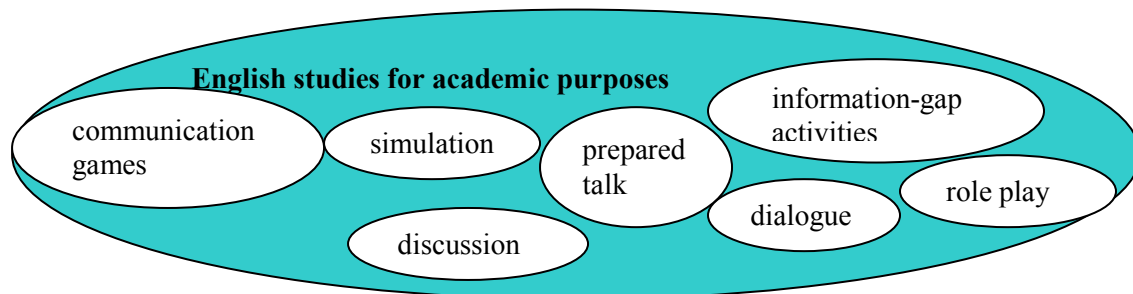 English studies for academic purposes
communication
games
simulation
prepared
talk
information-gap
activities
role play
dialogue
discussion